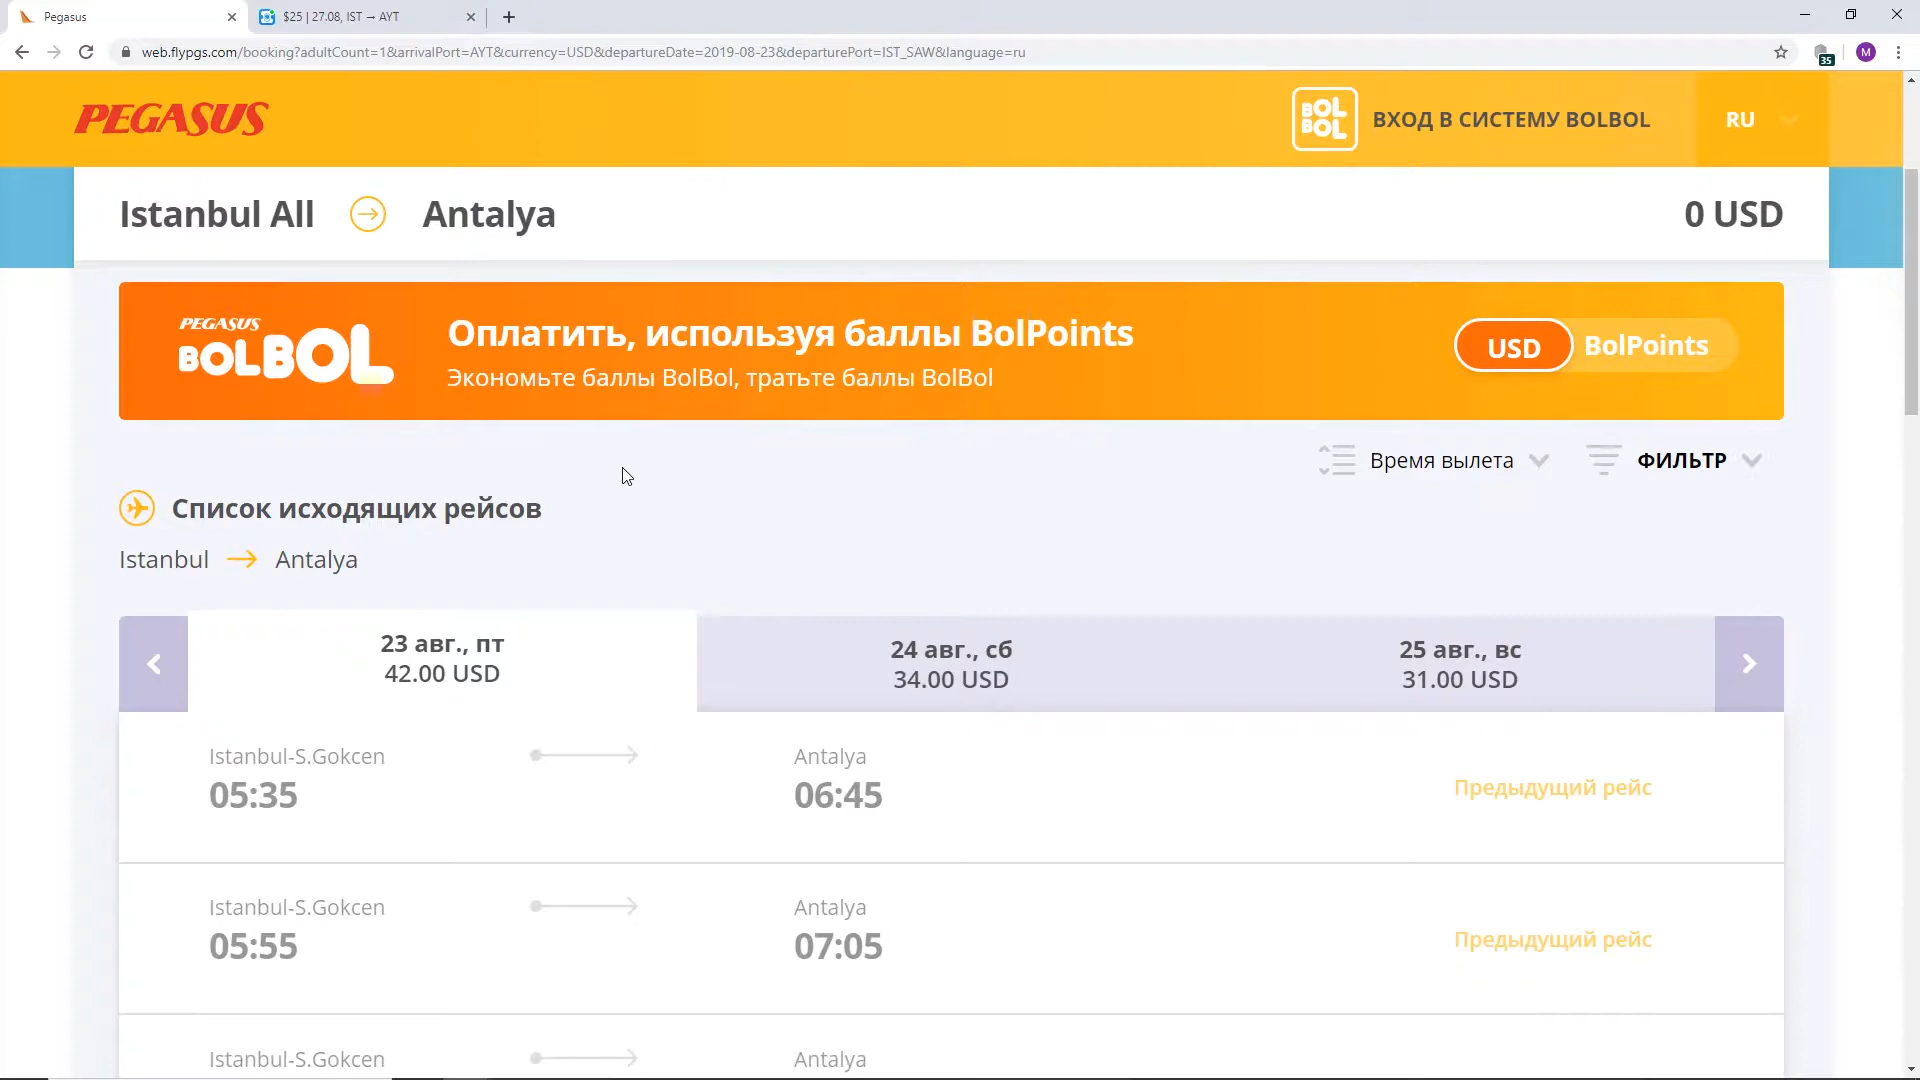 Pegasus
$25 | 27.08, IST → AYT
web.flypgs.com/booking?adultCount=1&arrivalPort=AYT&currency=USD&departureDate=2019-08-23&departurePort=IST_SAW&language=ru
35
M
PEGASUS
BOL BOL
ВХОД В СИСТЕМУ BOLBOL
RU
Istanbul All
Antalya
0 USD
PEGASUS
BOLBOL
Оплатить, используя баллы BolPoints
Экономьте баллы BolBol, тратьте баллы BolBol
USD
BolPoints
Время вылета
ФИЛЬТР
Список исходящих рейсов
Istanbul → Antalya
23 авг., пт
42.00 USD
24 авг., сб
34.00 USD
25 авг., вс
31.00 USD
Istanbul-S.Gokcen
Antalya
05:35
06:45
Предыдущий рейс
Istanbul-S.Gokcen
Antalya
05:55
07:05
Предыдущий рейс
Istanbul-S.Gokcen
Antalya